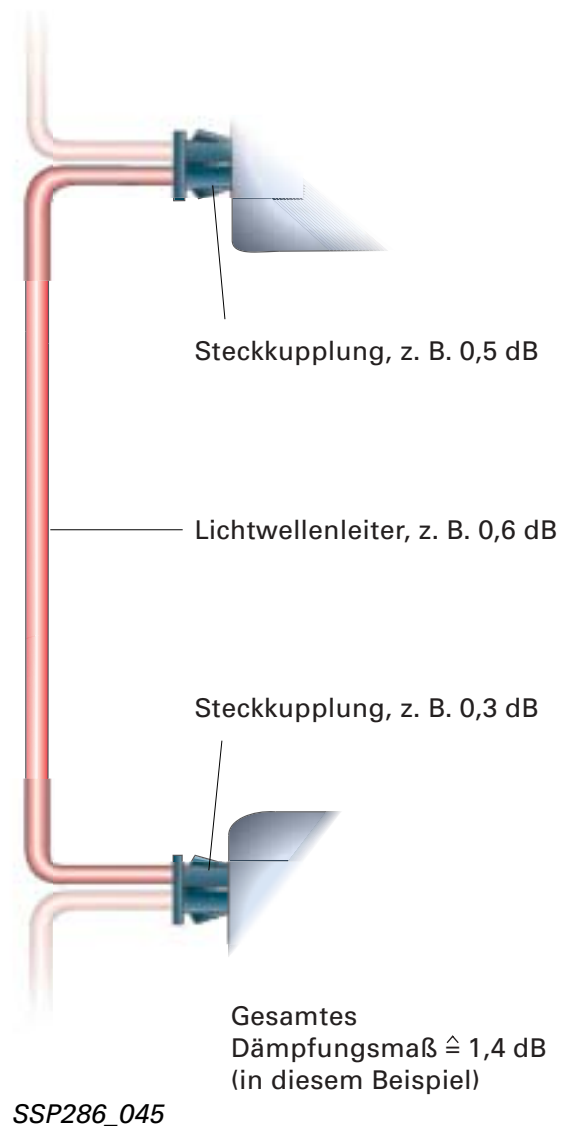 Steckkupplung, z. B. 0,5 dB
Lichtwellenleiter, z. B. 0,6 dB
Steckkupplung, z. B. 0,3 dB
Gesamtes
Dämpfungsmaß ≙ 1,4 dB
(in diesem Beispiel)
SSP286_045